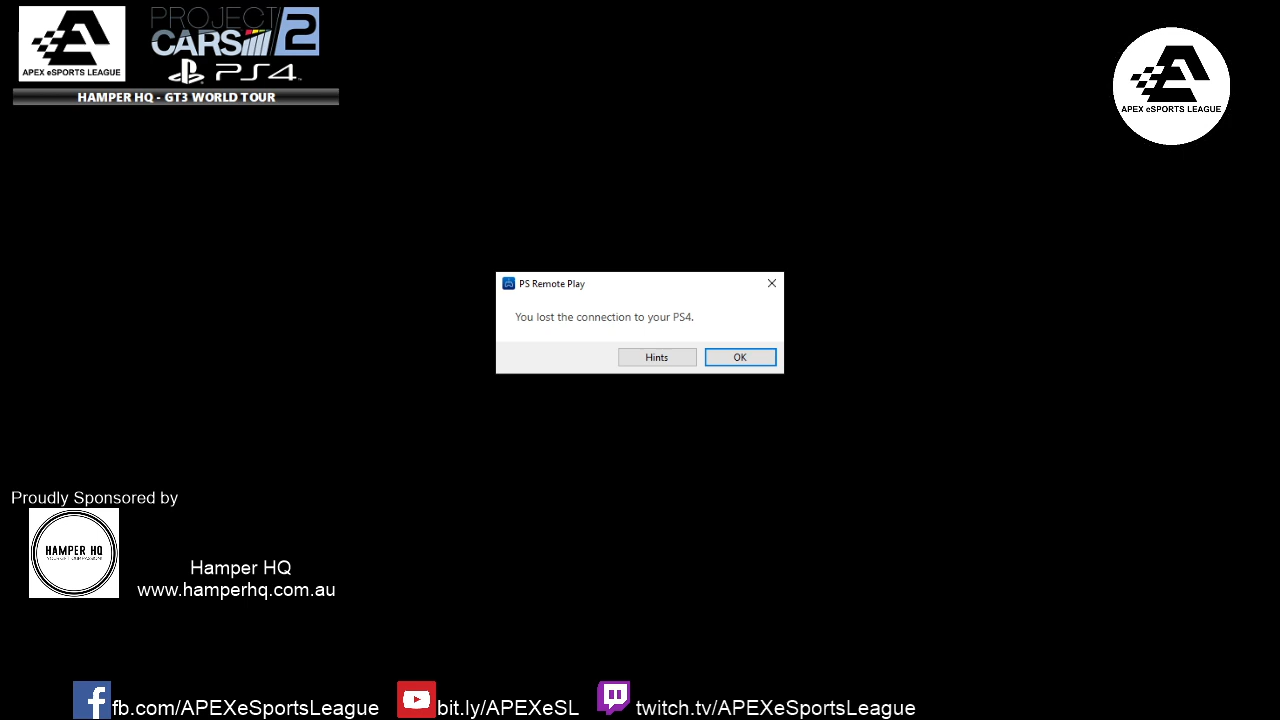 APEX eSPORTS LEAGUE
PROJECT
CARS 2
PS4
HAMPER HQ - GT3 WORLD TOUR
APEX eSPORTS LEAGUE
PS Remote Play
You lost the connection to your PS4.
Hints
OK
Proudly Sponsored by
HAMPER HQ
Hamper HQ
www.hamperhq.com.au
fb.com/APEXeSportsLeague
bit.ly/APEXeSL
twitch.tv/APEXeSportsLeague